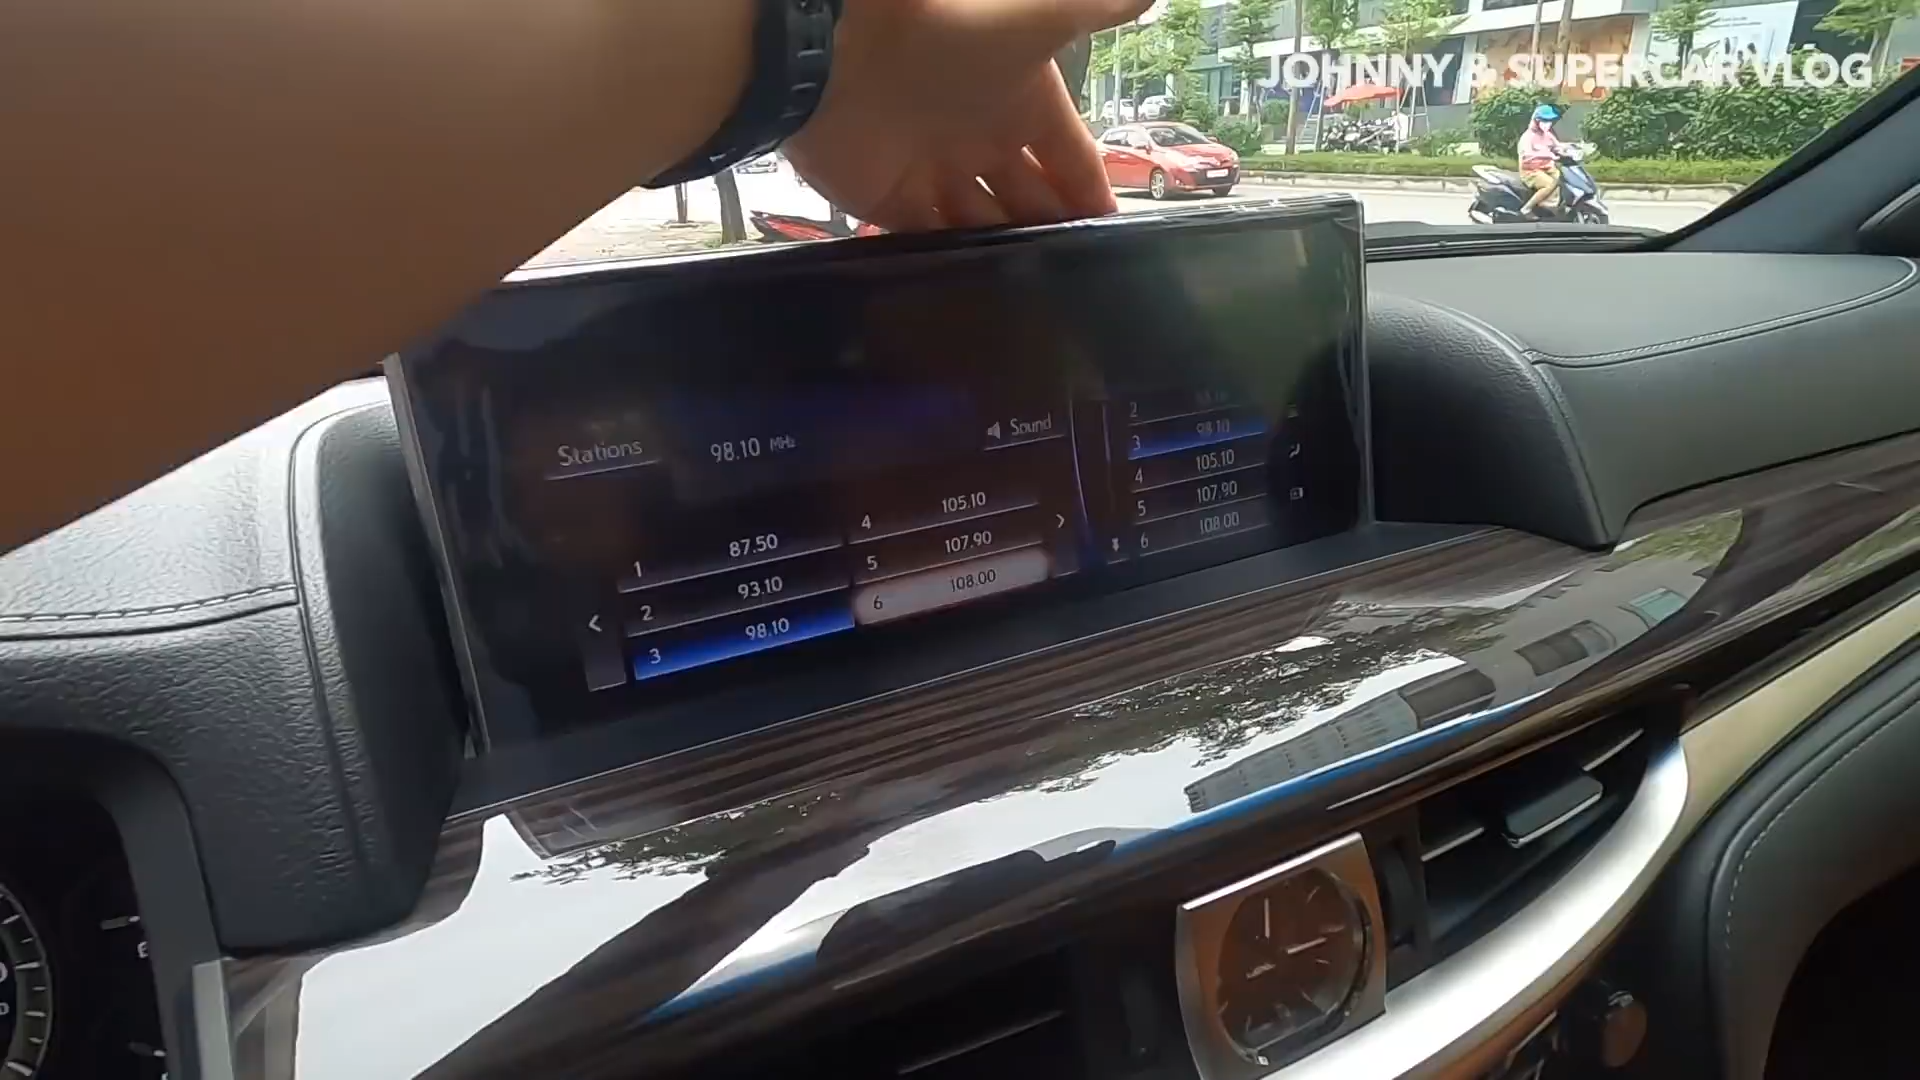 JOHNNY & SUPERCAR VLOG
Stations
98.10 MHz
Sound
1 87.50
2 93.10
3 98.10
4 105.10
5 107.90
6 108.00
2
3 98.10
4 105.10
5 107.90
6 108.00